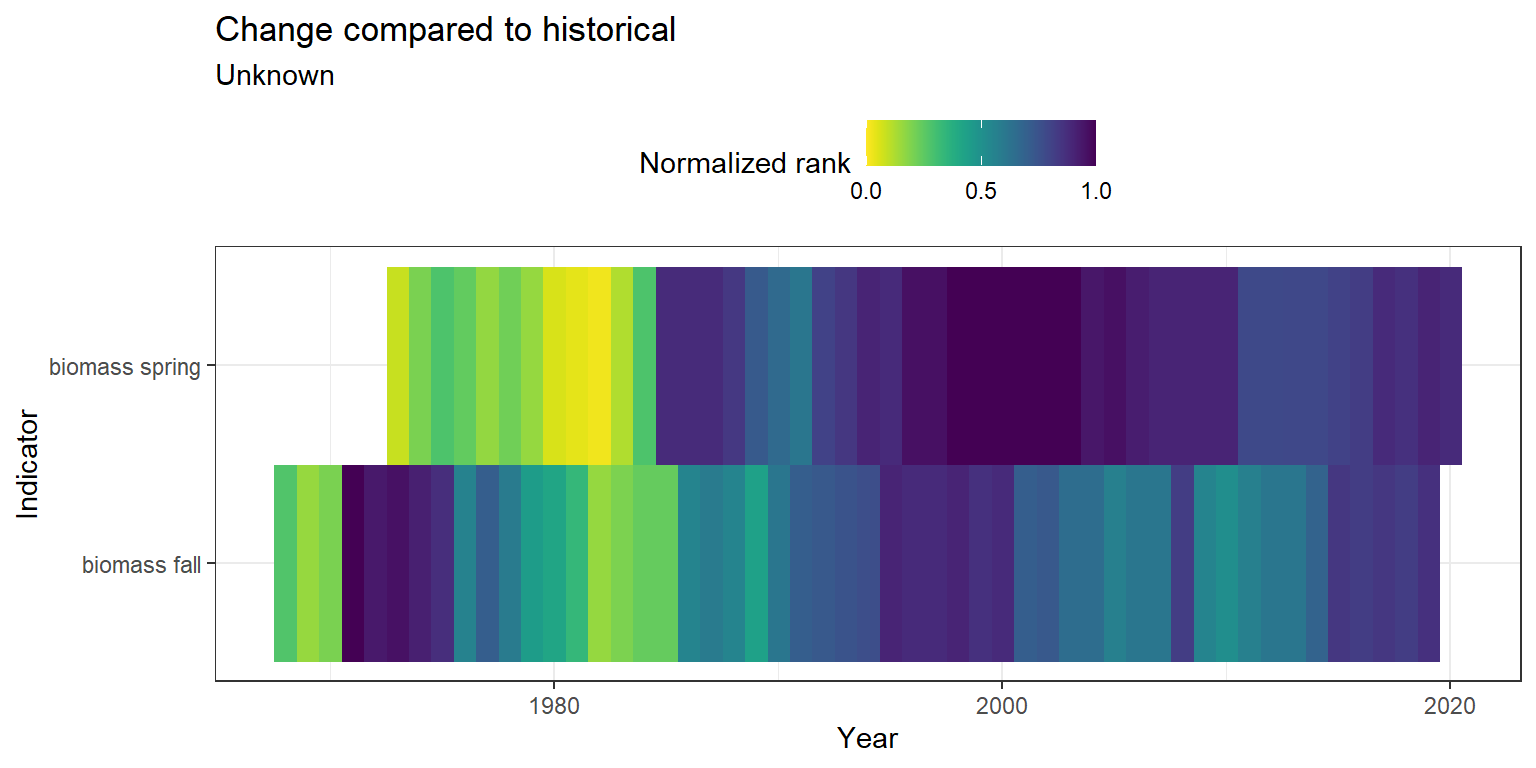 Change compared to historical
Unknown
Normalized rank
0.0 0.5 1.0
Indicator
biomass spring
biomass fall
1980 2000 2020
Year